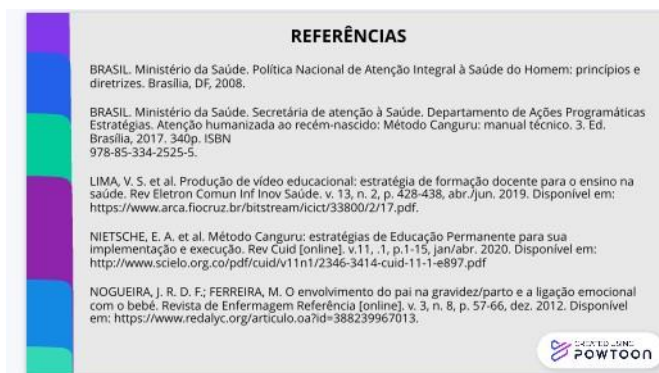 REFERÊNCIAS
BRASIL. Ministério da Saúde. Política Nacional de Atenção Integral à Saúde do Homem: princípios e
diretrizes. Brasília, DF, 2008.
BRASIL. Ministério da Saúde. Secretária de atenção à Saúde. Departamento de Ações Programáticas
Estratégias. Atenção humanizada ao recém-nascido: Método Canguru: manual técnico. 3. Ed.
Brasília, 2017. 340p. ISBN
978-85-334-2525-5.
LIMA, V. S. et al. Produção de vídeo educacional: estratégia de formação docente para o ensino na
saúde. Rev Eletron Comun Inf Inov Saúde. v. 13, n. 2, p. 428-438, abr./jun. 2019. Disponível em:
https://www.arca.fiocruz.br/bitstream/icict/33800/2/17.pdf.
NIETSCHE, E. A. et al. Método Canguru: estratégias de Educação Permanente para sua
implementação e execução. Rev Cuid [online]. v.11, .1, p.1-15, jan/abr. 2020. Disponível em:
http://www.scielo.org.co/pdf/cuid/v11n1/2346-3414-cuid-11-1-e897.pdf
NOGUEIRA, J. R. D. F.; FERREIRA, M. O envolvimento do pai na gravidez/parto e a ligação emocional
com o bebé. Revista de Enfermagem Referência [online]. v. 3, n. 8, p. 57-66, dez. 2012. Disponível
em: https://www.redalyc.org/articulo.oa?id=388239967013.
CREATED USING
POWTOON